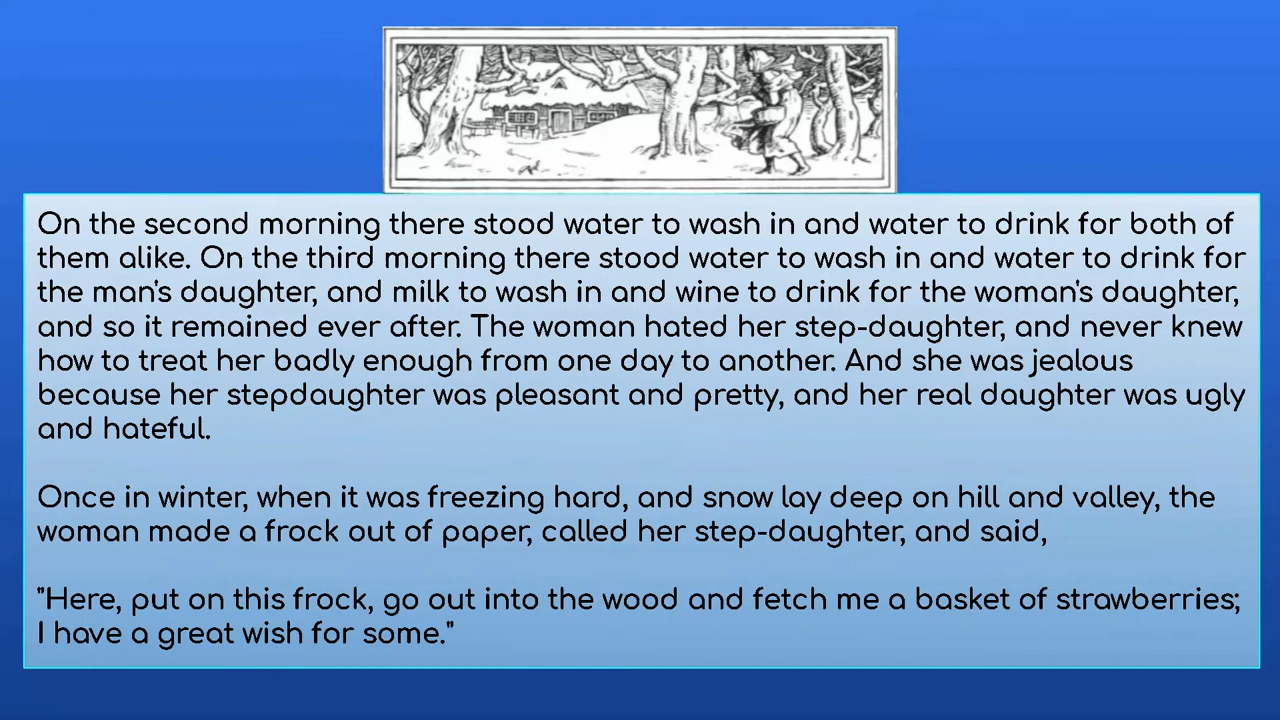 On the second morning there stood water to wash in and water to drink for both of
them alike. On the third morning there stood water to wash in and water to drink for
the man's daughter, and milk to wash in and wine to drink for the woman's daughter,
and so it remained ever after. The woman hated her step-daughter, and never knew
how to treat her badly enough from one day to another. And she was jealous
because her stepdaughter was pleasant and pretty, and her real daughter was ugly
and hateful.
Once in winter, when it was freezing hard, and snow lay deep on hill and valley, the
woman made a frock out of paper, called her step-daughter, and said,
"Here, put on this frock, go out into the wood and fetch me a basket of strawberries;
I have a great wish for some."